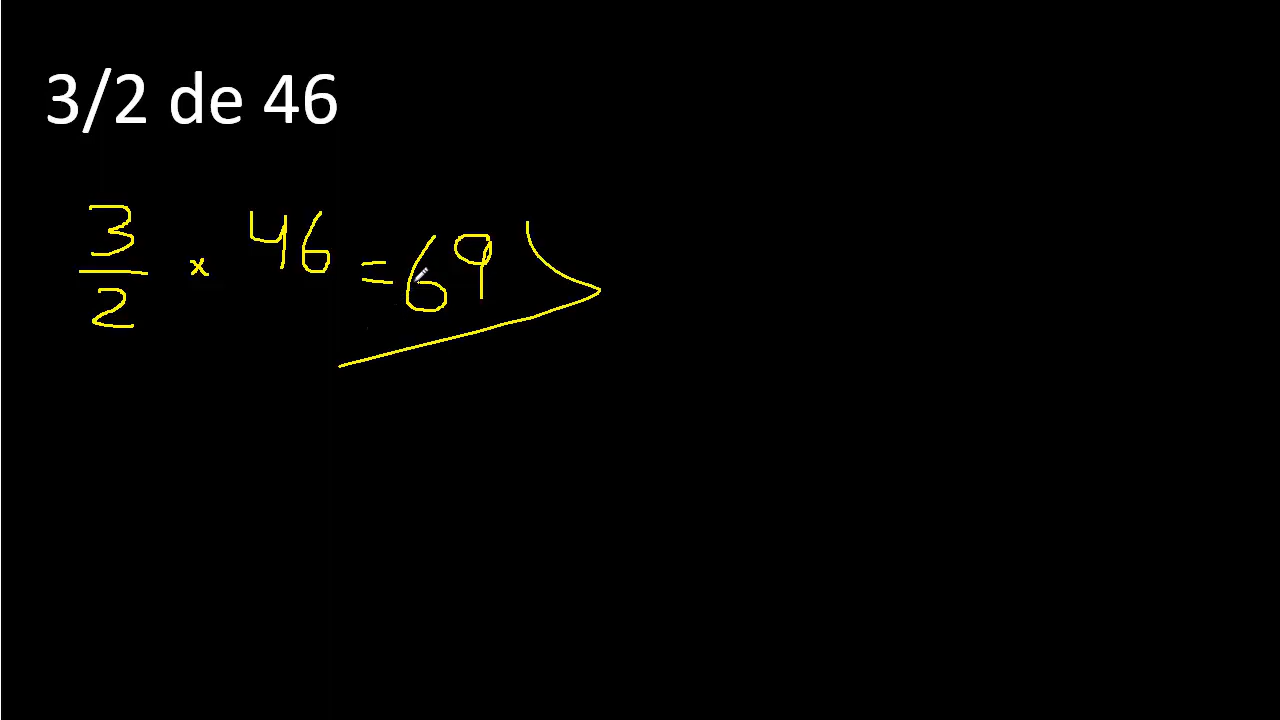 3/2 de 46
3/2 × 46 = 69